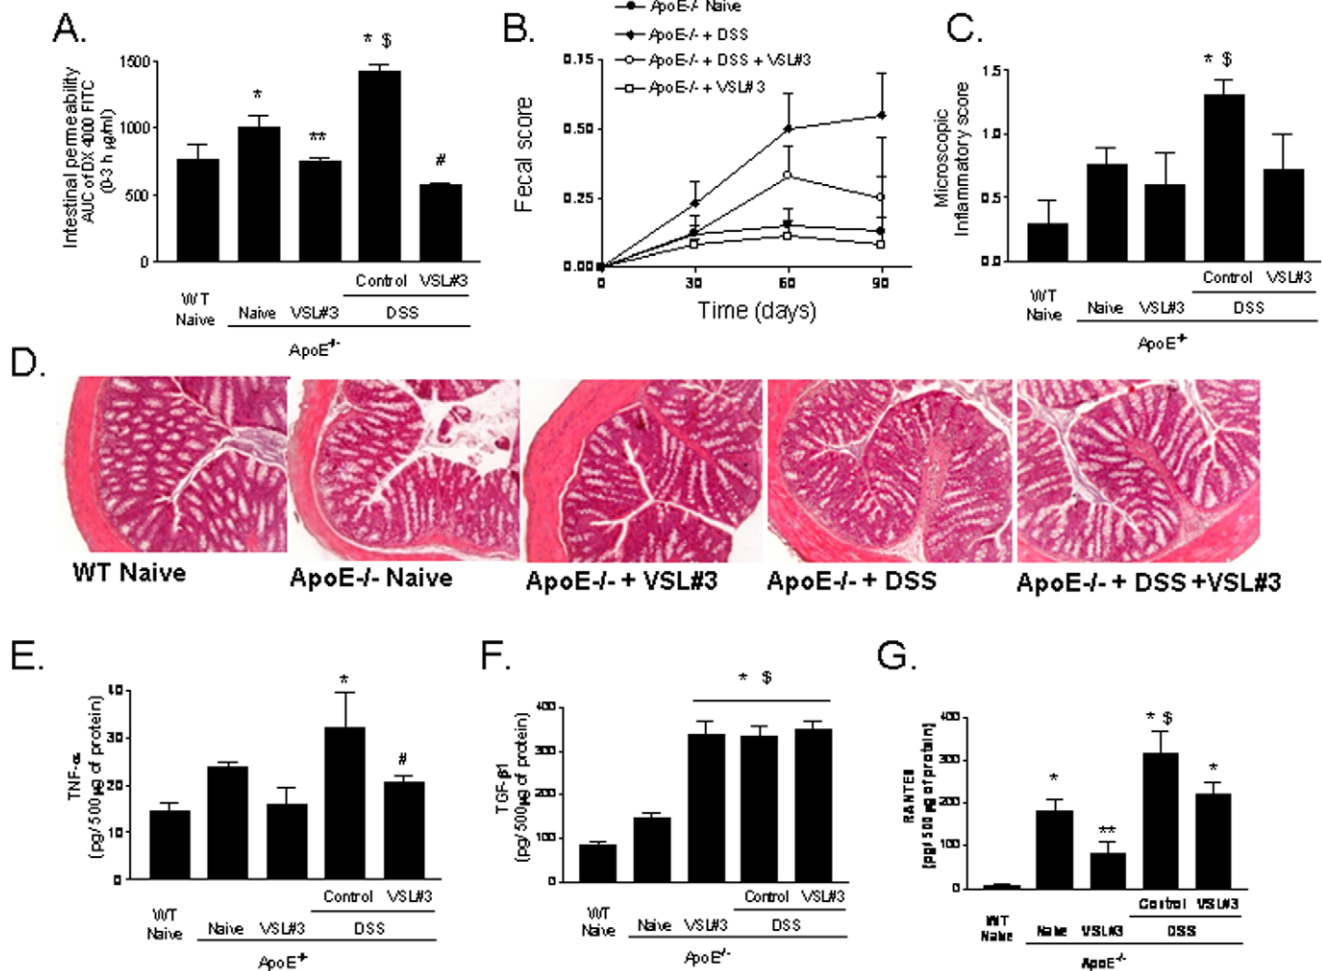 A.
Intestinal permeability
AUC of DX 4000 FITC
(0-3 h µg/ml)
1500
1000
500
0
*
**
* $
#
Control VSL#3
WT
Naive
Naive VSL#3 DSS
ApoE-/-
B.
ApoE-/- Naive
ApoE-/- + DSS
ApoE-/- + DSS + VSL#3
ApoE-/- + VSL#3
Fecal score
0.75
0.50
0.25
0.00
0 30 60 90
Time (days)
C.
Microscopic
Inflammatory score
1.5
1.0
0.5
0.0
* $
Control VSL#3
WT
Naive
Naive VSL#3 DSS
D.
WT Naive
ApoE-/- Naive
ApoE-/- + VSL#3
ApoE-/- + DSS
ApoE-/- + DSS +VSL#3
E.
TNF-α
(pg/500µg of protein)
40
30
20
10
0
*
#
Control VSL#3
WT
Naive
Naive VSL#3 DSS
F.
TGF-β1
(pg/500µg of protein)
400
300
200
100
0
* $
Control VSL#3
WT
Naive
Naive VSL#3 DSS
ApoE-/-
G.
RANTES
(pg/500 µg of protein)
400
300
200
100
0
*
**
* $
*
Control VSL#3
WT
Naive
Naive VSL#3 DSS
ApoE-/-